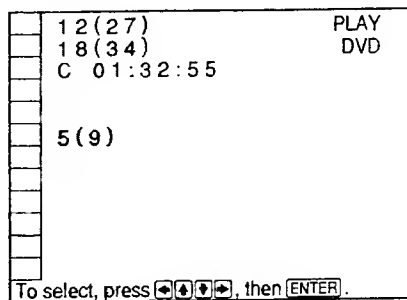 12(27) PLAY
18(34) DVD
C 01:32:55
5(9)
To select, press ←↑↓→, then ENTER.